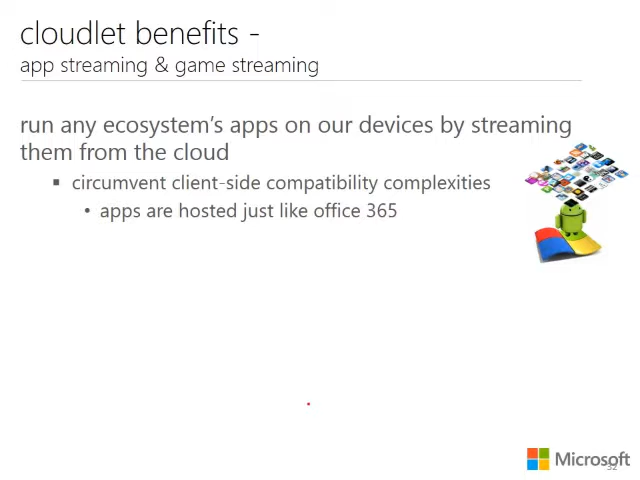 cloudlet benefits -
app streaming & game streaming
run any ecosystem's apps on our devices by streaming
them from the cloud
▪ circumvent client-side compatibility complexities
• apps are hosted just like office 365
Microsoft
32